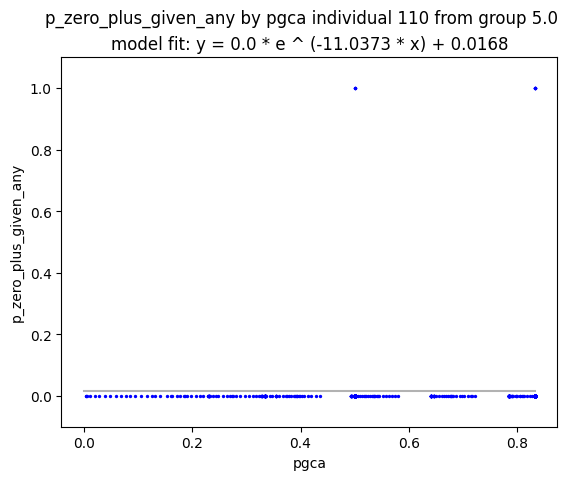 p_zero_plus_given_any by pgca individual 110 from group 5.0
model fit: y = 0.0 * e ^ (-11.0373 * x) + 0.0168
1.0
0.8
0.6
0.4
0.2
0.0
p_zero_plus_given_any
0.0 0.2 0.4 0.6 0.8
pgca